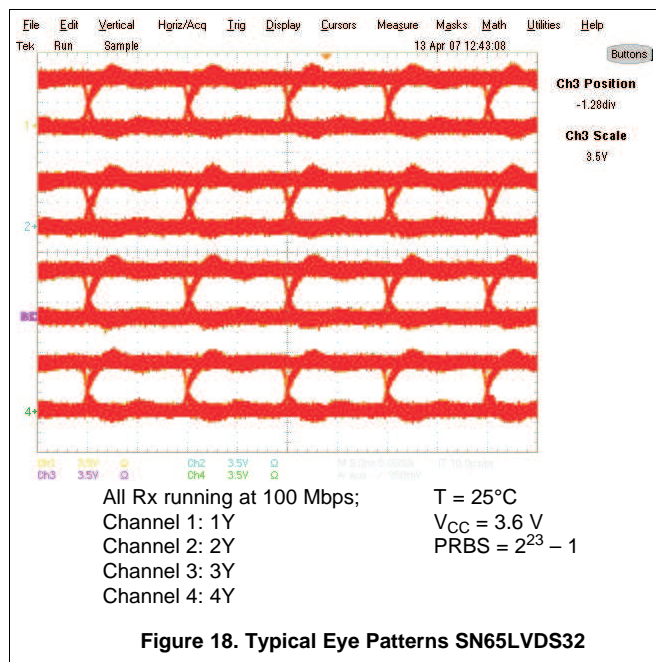 File Edit Vertical Horiz/Acq Trig Display Cursors Measure Masks Math Utilities Help
Tek Run Sample 13 Apr 07 12:43:08
Buttons
Ch3 Position
-1.28div
Ch3 Scale
3.5V
1
2
4
Ch1 3.5V Ω Ch2 3.5V Ω
Ch3 3.5V Ω Ch4 3.5V Ω
All Rx running at 100 Mbps; T = 25°C
Channel 1: 1Y VCC = 3.6 V
Channel 2: 2Y PRBS = 2²³ – 1
Channel 3: 3Y
Channel 4: 4Y
Figure 18. Typical Eye Patterns SN65LVDS32